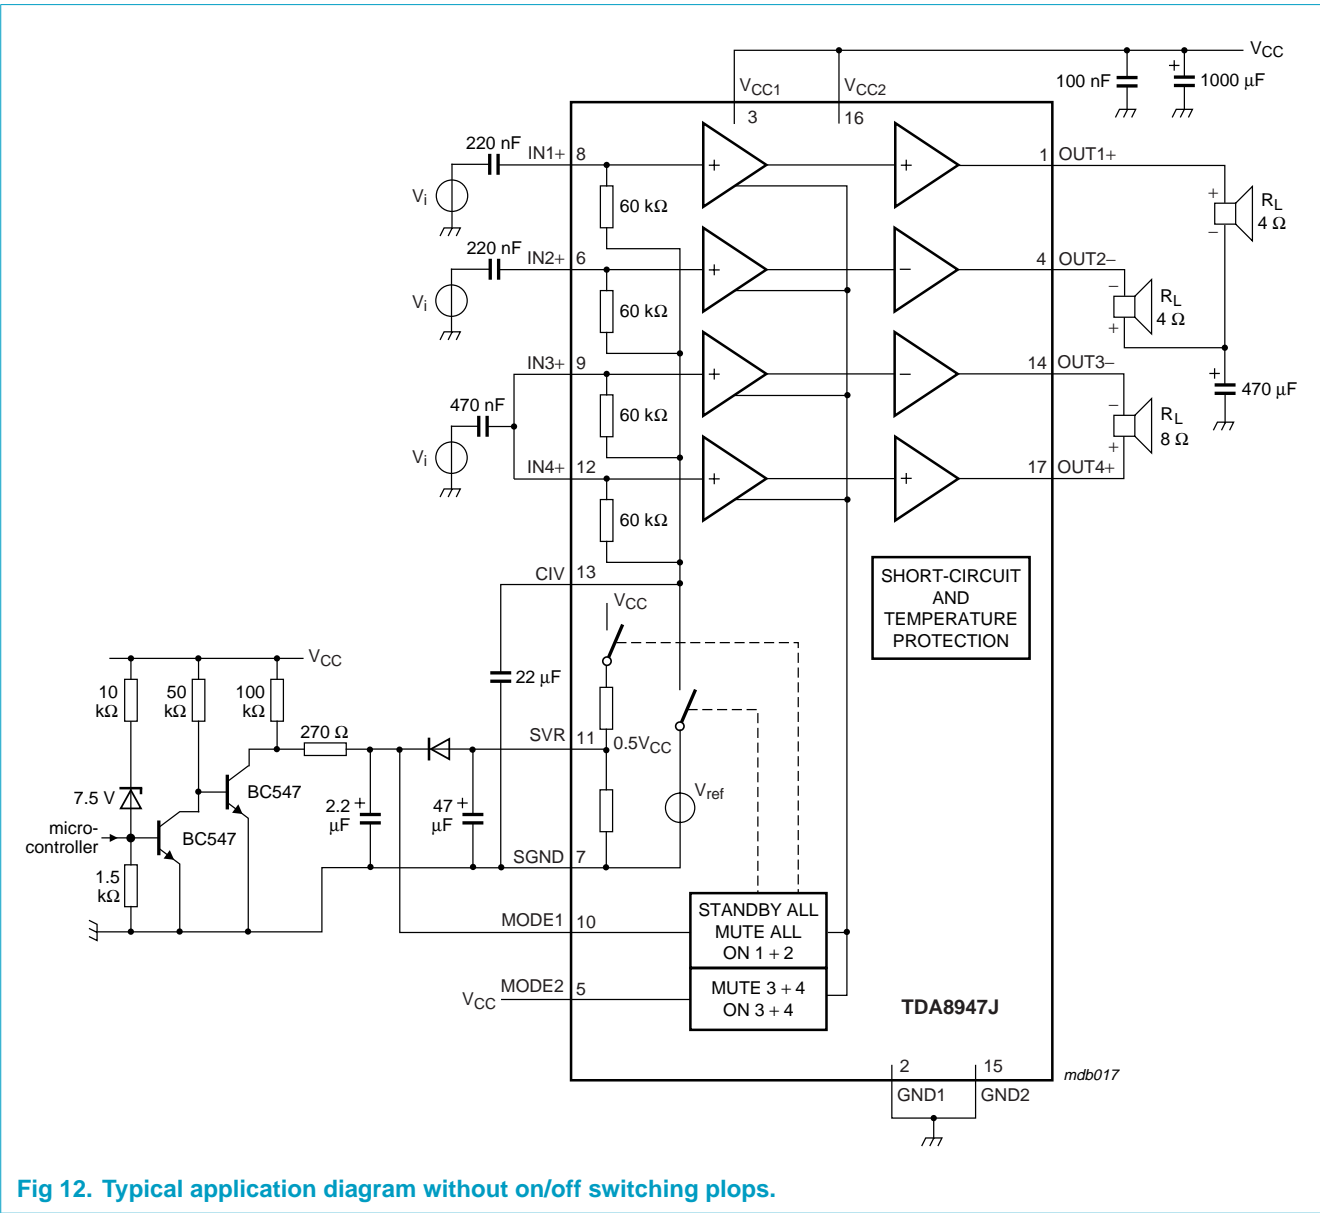 VCC
100 nF
1000 μF
+
VCC1
VCC2
3
16
220 nF
IN1+
8
+
+
1
OUT1+
Vi
60 kΩ
+
−
RL
4 Ω
220 nF
IN2+
6
+
−
4
OUT2−
Vi
60 kΩ
−
+
RL
4 Ω
IN3+
9
+
−
14
OUT3−
+
470 μF
470 nF
60 kΩ
−
+
RL
8 Ω
Vi
IN4+
12
+
+
17
OUT4+
60 kΩ
CIV
13
SHORT-CIRCUIT
AND
TEMPERATURE
PROTECTION
VCC
VCC
22 μF
10
kΩ
50
kΩ
100
kΩ
270 Ω
SVR
11
0.5VCC
7.5 V
BC547
Vref
2.2
μF
+
47
μF
+
micro-
controller
BC547
SGND
7
1.5
kΩ
MODE1
10
STANDBY ALL
MUTE ALL
ON 1 + 2
MODE2
5
VCC
MUTE 3 + 4
ON 3 + 4
TDA8947J
2
15
mdb017
GND1
GND2
Fig 12. Typical application diagram without on/off switching plops.